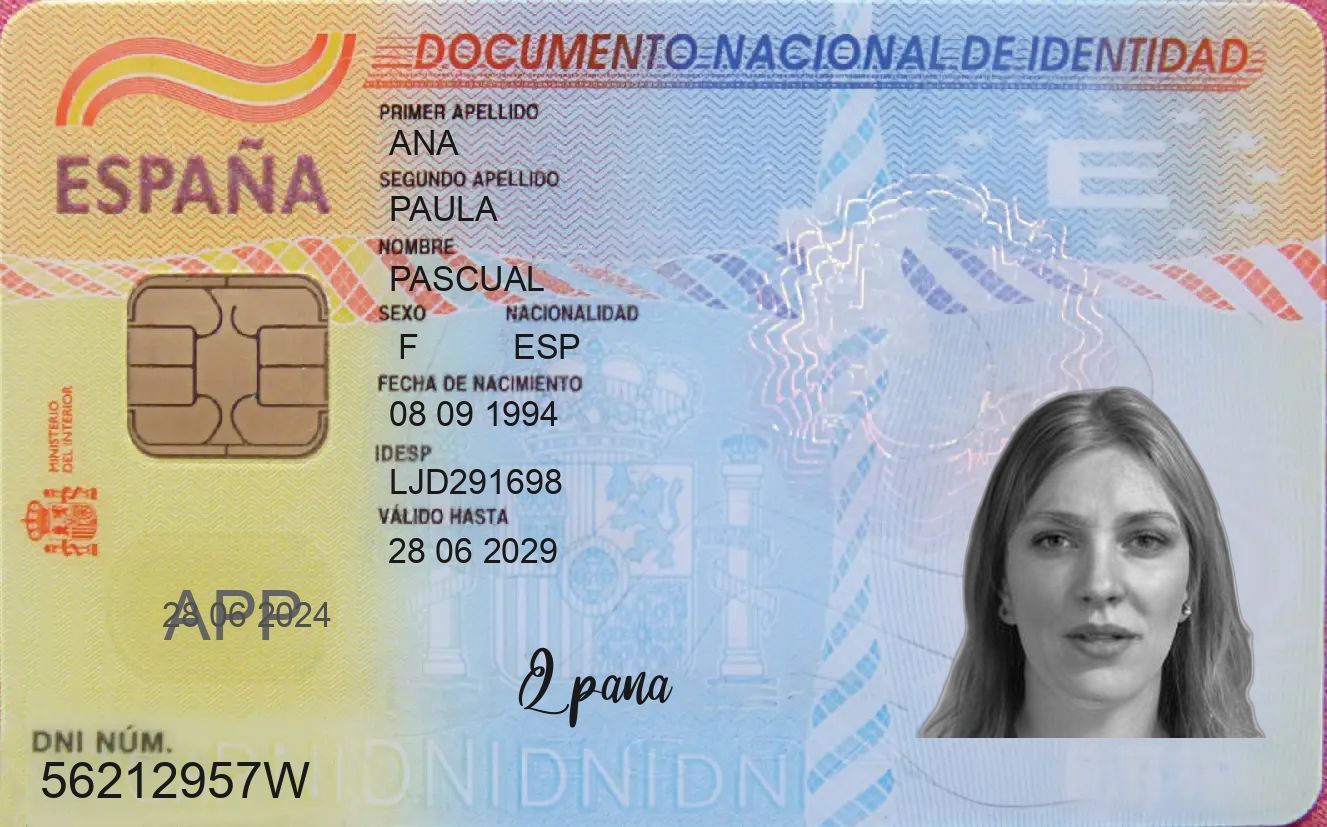 DOCUMENTO NACIONAL DE IDENTIDAD
ESPAÑA
E
PRIMER APELLIDO
ANA
SEGUNDO APELLIDO
PAULA
NOMBRE
PASCUAL
SEXO NACIONALIDAD
F ESP
FECHA DE NACIMIENTO
08 09 1994
IDESP
LJD291698
VÁLIDO HASTA
28 06 2029
MINISTERIO
DEL INTERIOR
APP
28 06 2024
DNI NÚM.
56212957W
DNIDNIDNIDNI